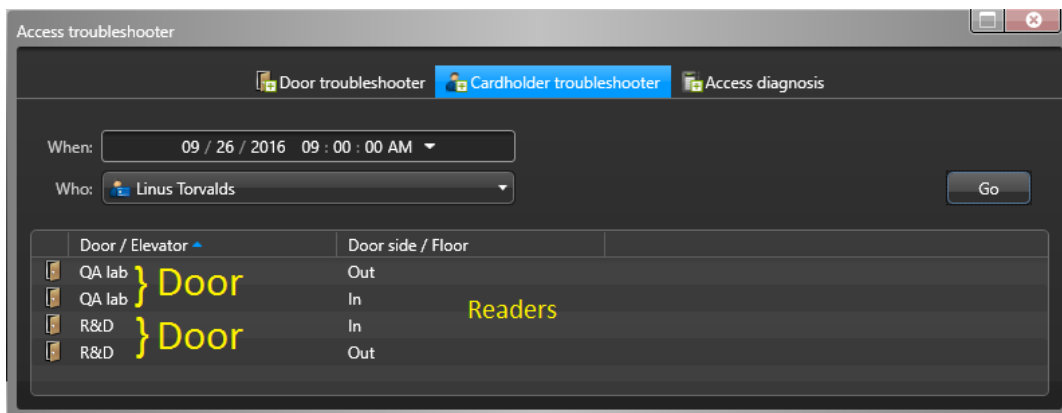 Access troubleshooter
Door troubleshooter Cardholder troubleshooter Access diagnosis
When: 09 / 26 / 2016 09 : 00 : 00 AM
Who: Linus Torvalds Go
Door / Elevator Door side / Floor
QA lab Out
} Door
QA lab In
Readers
R&D In
} Door
R&D Out